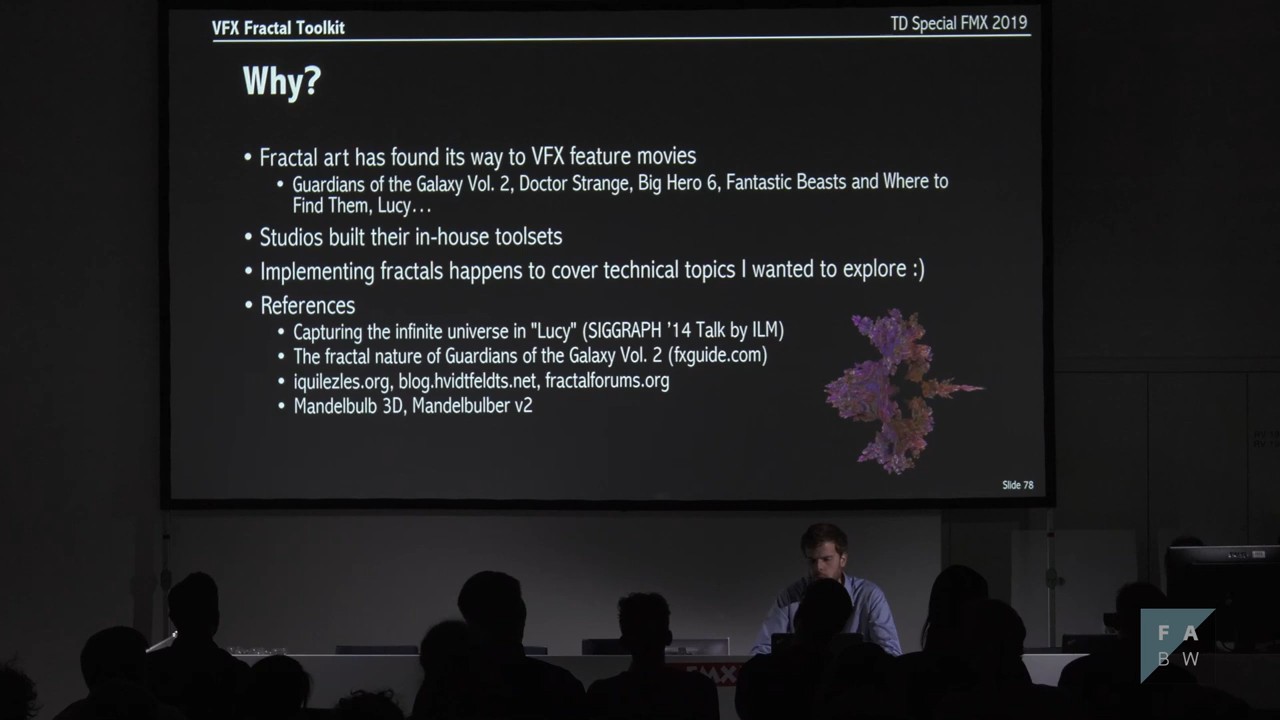 VFX Fractal Toolkit
TD Special FMX 2019
Why?
• Fractal art has found its way to VFX feature movies
• Guardians of the Galaxy Vol. 2, Doctor Strange, Big Hero 6, Fantastic Beasts and Where to
Find Them, Lucy…
• Studios built their in-house toolsets
• Implementing fractals happens to cover technical topics I wanted to explore :)
• References
• Capturing the infinite universe in "Lucy" (SIGGRAPH '14 Talk by ILM)
• The fractal nature of Guardians of the Galaxy Vol. 2 (fxguide.com)
• iquilezles.org, blog.hvidtfeldts.net, fractalforums.org
• Mandelbulb 3D, Mandelbulber v2
Slide 78
FMX
F A
B W